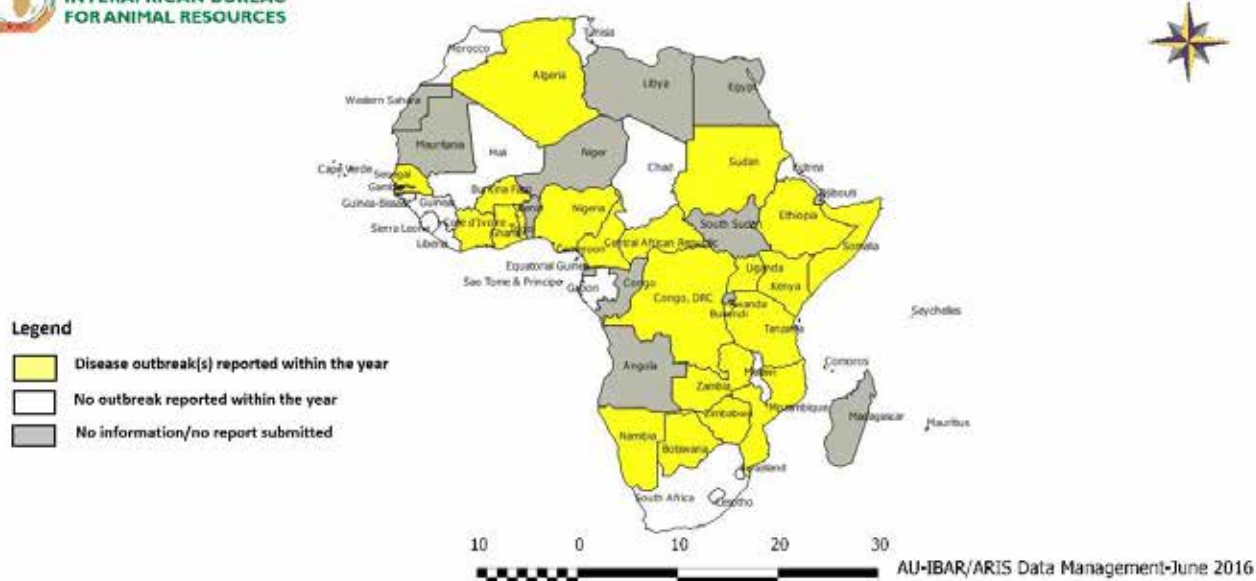 INTERAFRICAN BUREAU
FOR ANIMAL RESOURCES
Tunisia
Morocco
Algeria
Libya
Egypt
Western Sahara
Mauritania
Mali
Niger
Chad
Sudan
Eritrea
Cape Verde
Senegal
Gambia
Djibouti
Burkina Faso
Guinea-Bissau
Guinea
Benin
Nigeria
Ethiopia
Sierra Leone
Cote d'Ivoire
Ghana
Togo
South Sudan
Liberia
Cameroon
Central African Republic
Somalia
Equatorial Guinea
Uganda
Sao Tome & Principe
Gabon
Congo
Kenya
Congo, DRC
Rwanda
Burundi
Seychelles
Tanzania
Legend
Disease outbreak(s) reported within the year
No outbreak reported within the year
No information/no report submitted
Angola
Comoros
Malawi
Zambia
Mozambique
Zimbabwe
Madagascar
Mauritius
Namibia
Botswana
Swaziland
South Africa
Lesotho
10 0 10 20 30
AU-IBAR/ARIS Data Management-June 2016